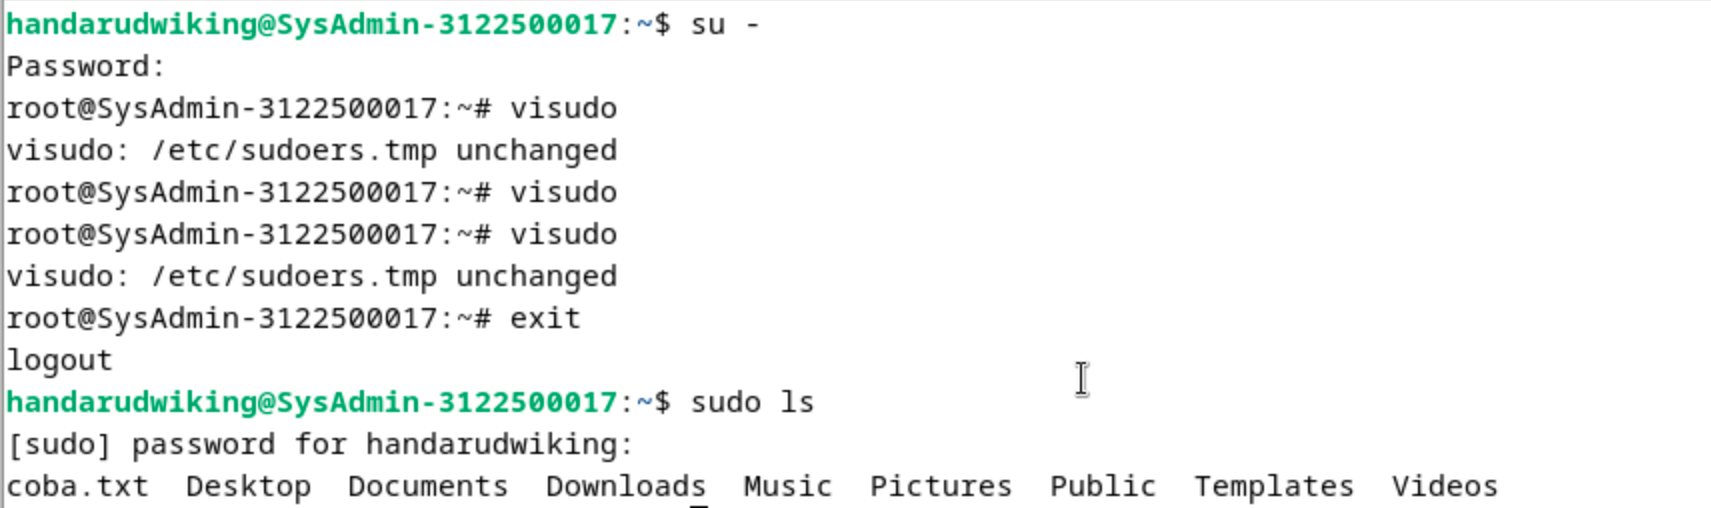 handarudwiking@SysAdmin-3122500017:~$ su -
Password:
root@SysAdmin-3122500017:~# visudo
visudo: /etc/sudoers.tmp unchanged
root@SysAdmin-3122500017:~# visudo
root@SysAdmin-3122500017:~# visudo
visudo: /etc/sudoers.tmp unchanged
root@SysAdmin-3122500017:~# exit
logout
handarudwiking@SysAdmin-3122500017:~$ sudo ls
[sudo] password for handarudwiking:
coba.txt  Desktop  Documents  Downloads  Music  Pictures  Public  Templates  Videos